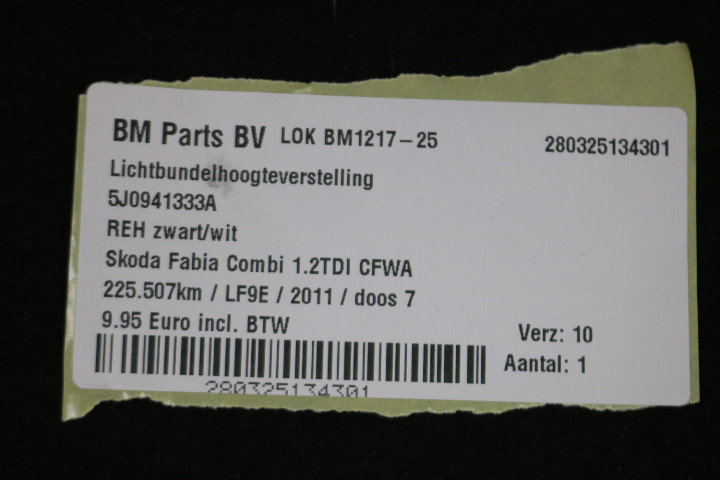 BM Parts BV LOK BM1217-25 280325134301
Lichtbundelhoogteverstelling
5J0941333A
REH zwart/wit
Skoda Fabia Combi 1.2TDI CFWA
225.507km / LF9E / 2011 / doos 7
9.95 Euro incl. BTW
Verz: 10
Aantal: 1
280325134301